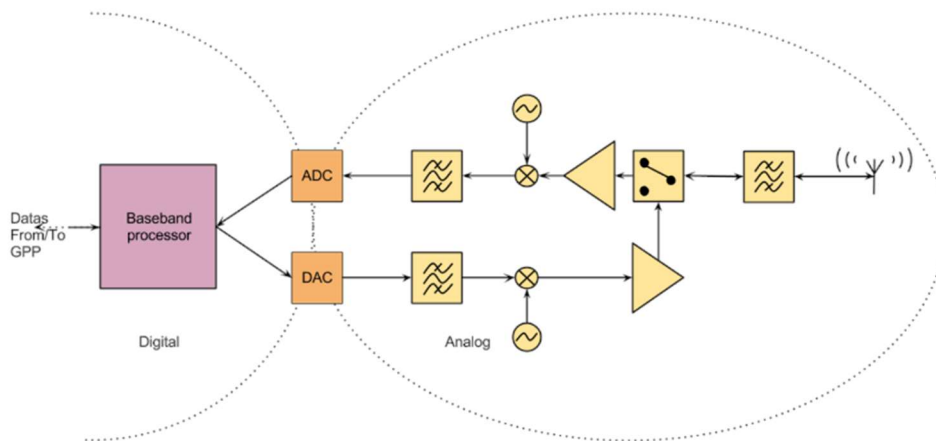 ADC
Datas
From/To
GPP
Baseband
processor
DAC
Digital
Analog